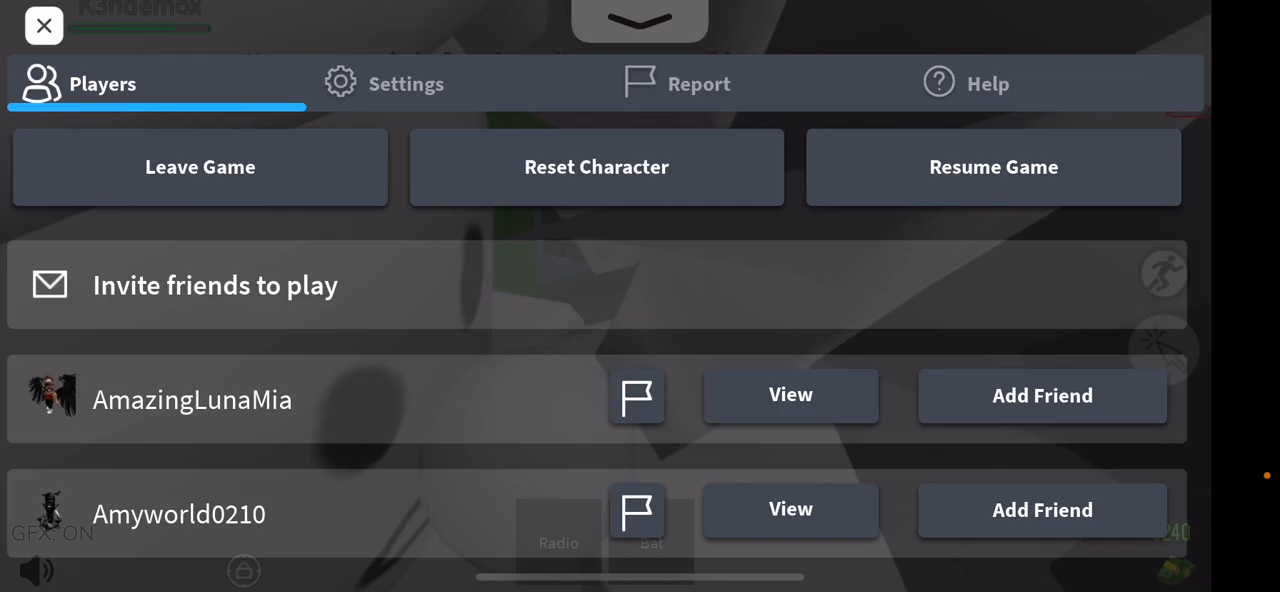 K3ndemox
Players
Settings
Report
Help
Leave Game
Reset Character
Resume Game
Invite friends to play
AmazingLunaMia
View
Add Friend
Amyworld0210
View
Add Friend
GFX: ON
Radio
Bat